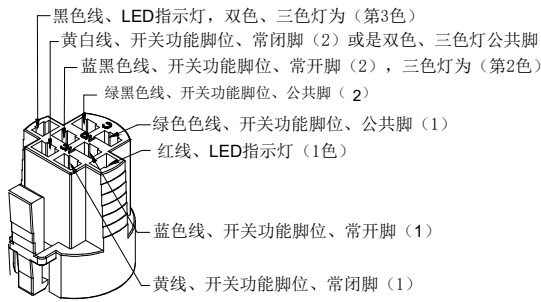 黑色线、LED指示灯，双色、三色灯为（第3色）
黄白线、开关功能脚位、常闭脚（2）或是双色、三色灯公共脚
蓝黑色线、开关功能脚位、常开脚（2），三色灯为（第2色）
绿黑色线、开关功能脚位、公共脚（2）
绿色色线、开关功能脚位、公共脚（1）
红线、LED指示灯（1色）
蓝色线、开关功能脚位、常开脚（1）
黄线、开关功能脚位、常闭脚（1）